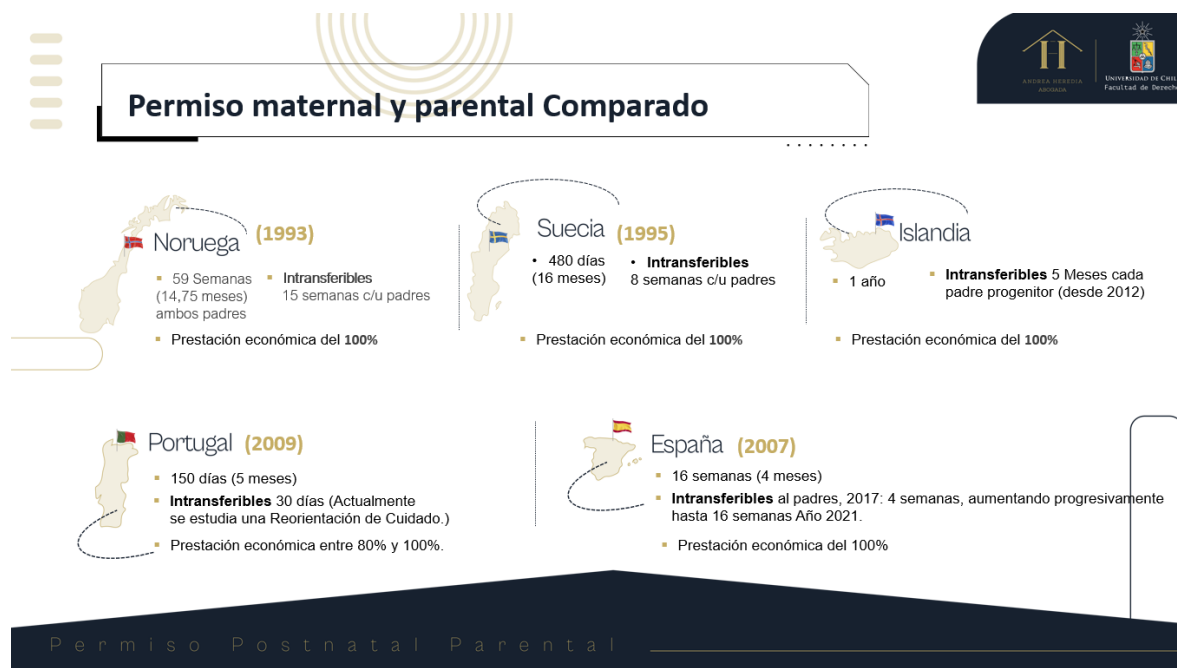 ANDREA HEREDIA
ABOGADA
UNIVERSIDAD DE CHIL
Facultad de Derecho
Permiso maternal y parental Comparado
Noruega (1993)
59 Semanas
(14,75 meses)
ambos padres
Intransferibles
15 semanas c/u padres
Prestación económica del 100%
Suecia (1995)
480 días
(16 meses)
Intransferibles
8 semanas c/u padres
Prestación económica del 100%
Islandia
1 año
Intransferibles 5 Meses cada
padre progenitor (desde 2012)
Prestación económica del 100%
Portugal (2009)
150 días (5 meses)
Intransferibles 30 días (Actualmente
se estudia una Reorientación de Cuidado.)
Prestación económica entre 80% y 100%.
España (2007)
16 semanas (4 meses)
Intransferibles al padres, 2017: 4 semanas, aumentando progresivamente
hasta 16 semanas Año 2021.
Prestación económica del 100%
Permiso Postnatal Parental